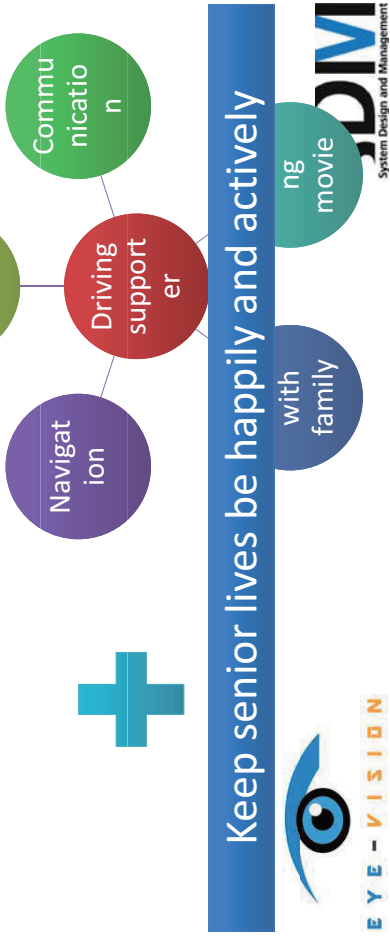 Navigat
ion
Commu
nicatio
n
Driving
support
er
Keep senior lives be happily and actively
with
family
ng
movie
EYE-VISION
SDM
System Design and Management